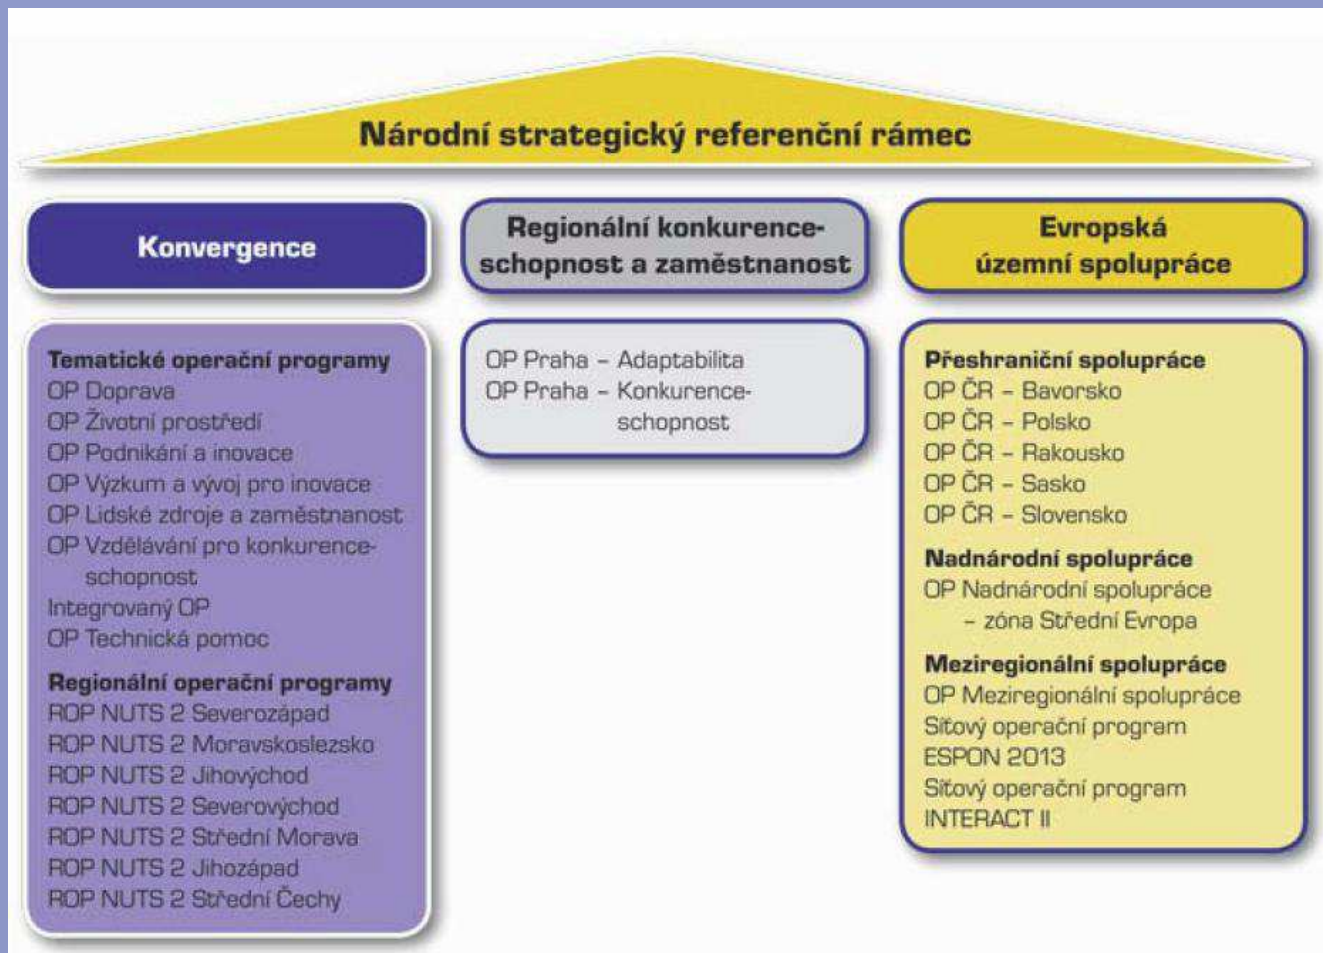 Národní strategický referenční rámec
Konvergence
Tematické operační programy
OP Doprava
OP Životní prostředí
OP Podnikání a inovace
OP Výzkum a vývoj pro inovace
OP Lidské zdroje a zaměstnanost
OP Vzdělávání pro konkurence-
schopnost
Integrovaný OP
OP Technická pomoc
Regionální operační programy
ROP NUTS 2 Severozápad
ROP NUTS 2 Moravskoslezsko
ROP NUTS 2 Jihovýchod
ROP NUTS 2 Severovýchod
ROP NUTS 2 Střední Morava
ROP NUTS 2 Jihozápad
ROP NUTS 2 Střední Čechy
Regionální konkurence-
schopnost a zaměstnanost
OP Praha – Adaptabilita
OP Praha – Konkurence-
schopnost
Evropská
územní spolupráce
Přeshraniční spolupráce
OP ČR – Bavorsko
OP ČR – Polsko
OP ČR – Rakousko
OP ČR – Sasko
OP ČR – Slovensko
Nadnárodní spolupráce
OP Nadnárodní spolupráce
– zóna Střední Evropa
Meziregionální spolupráce
OP Meziregionální spolupráce
Síťový operační program
ESPON 2013
Síťový operační program
INTERACT II